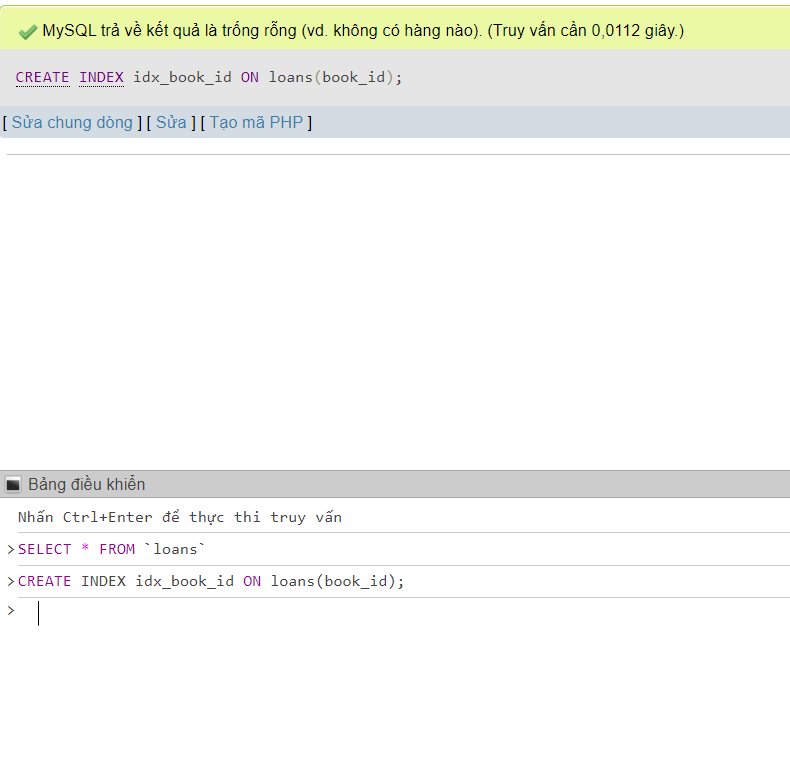 MySQL trả về kết quả là trống rỗng (vd. không có hàng nào). (Truy vấn cần 0,0112 giây.)
CREATE INDEX idx_book_id ON loans(book_id);
[ Sửa chung dòng ] [ Sửa ] [ Tạo mã PHP ]
Bảng điều khiển
Nhấn Ctrl+Enter để thực thi truy vấn
>SELECT * FROM `loans`
>CREATE INDEX idx_book_id ON loans(book_id);
>